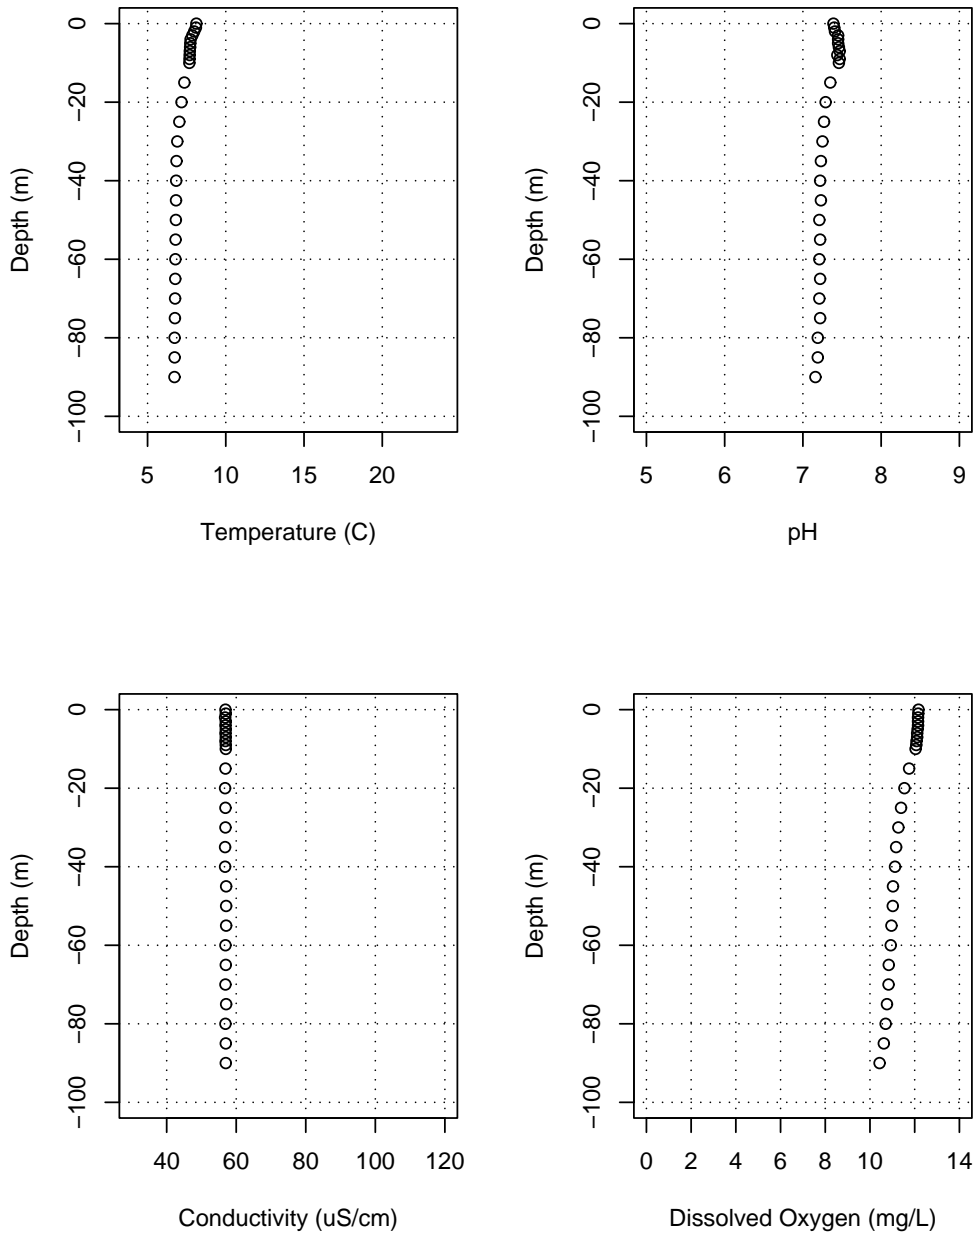 Depth (m)
0
−20
−40
−60
−80
−100
5 10 15 20
Temperature (C)
Depth (m)
0
−20
−40
−60
−80
−100
5 6 7 8 9
pH
Depth (m)
0
−20
−40
−60
−80
−100
40 60 80 100 120
Conductivity (uS/cm)
Depth (m)
0
−20
−40
−60
−80
−100
0 2 4 6 8 10 14
Dissolved Oxygen (mg/L)